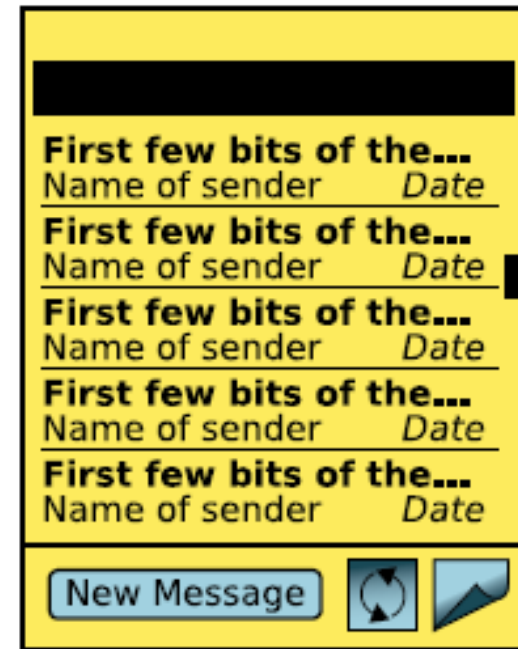 First few bits of the...
Name of sender Date
First few bits of the...
Name of sender Date
First few bits of the...
Name of sender Date
First few bits of the...
Name of sender Date
First few bits of the...
Name of sender Date
New Message